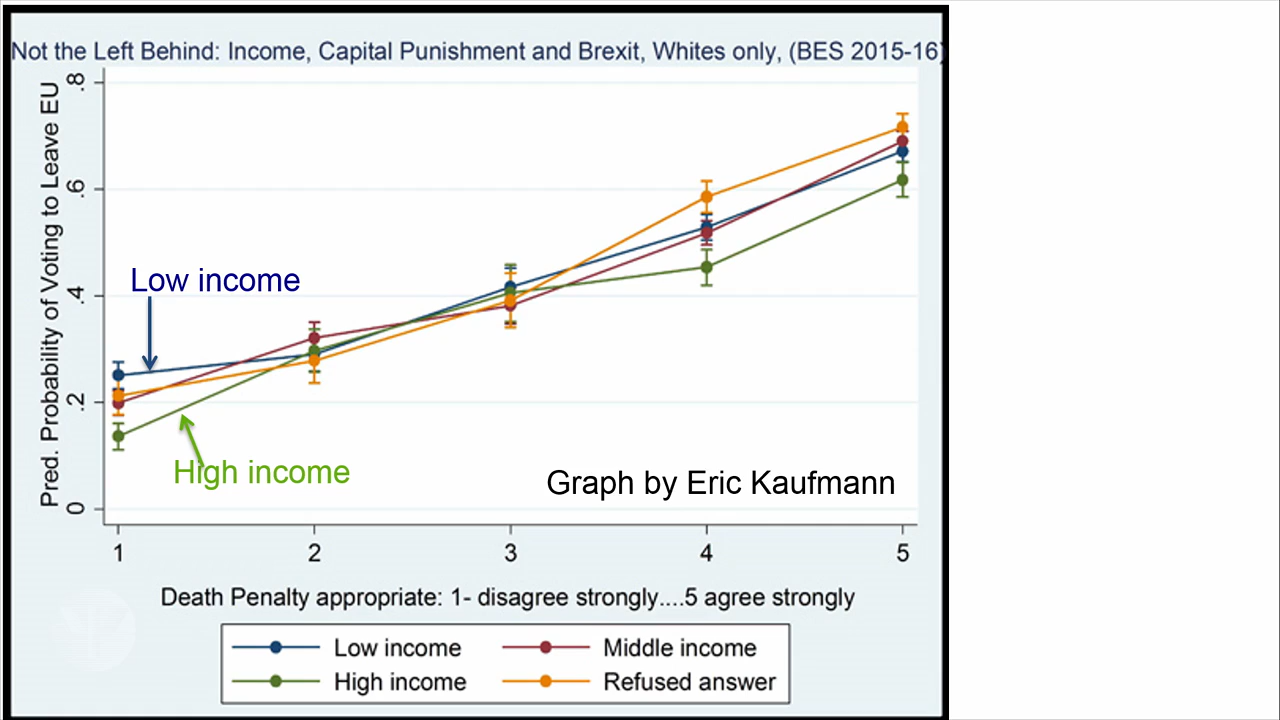 Not the Left Behind: Income, Capital Punishment and Brexit, Whites only, (BES 2015-16)
Pred. Probability of Voting to Leave EU
.8
.6
.4
.2
0
Low income
High income
Graph by Eric Kaufmann
1 2 3 4 5
Death Penalty appropriate: 1- disagree strongly....5 agree strongly
Low income Middle income
High income Refused answer